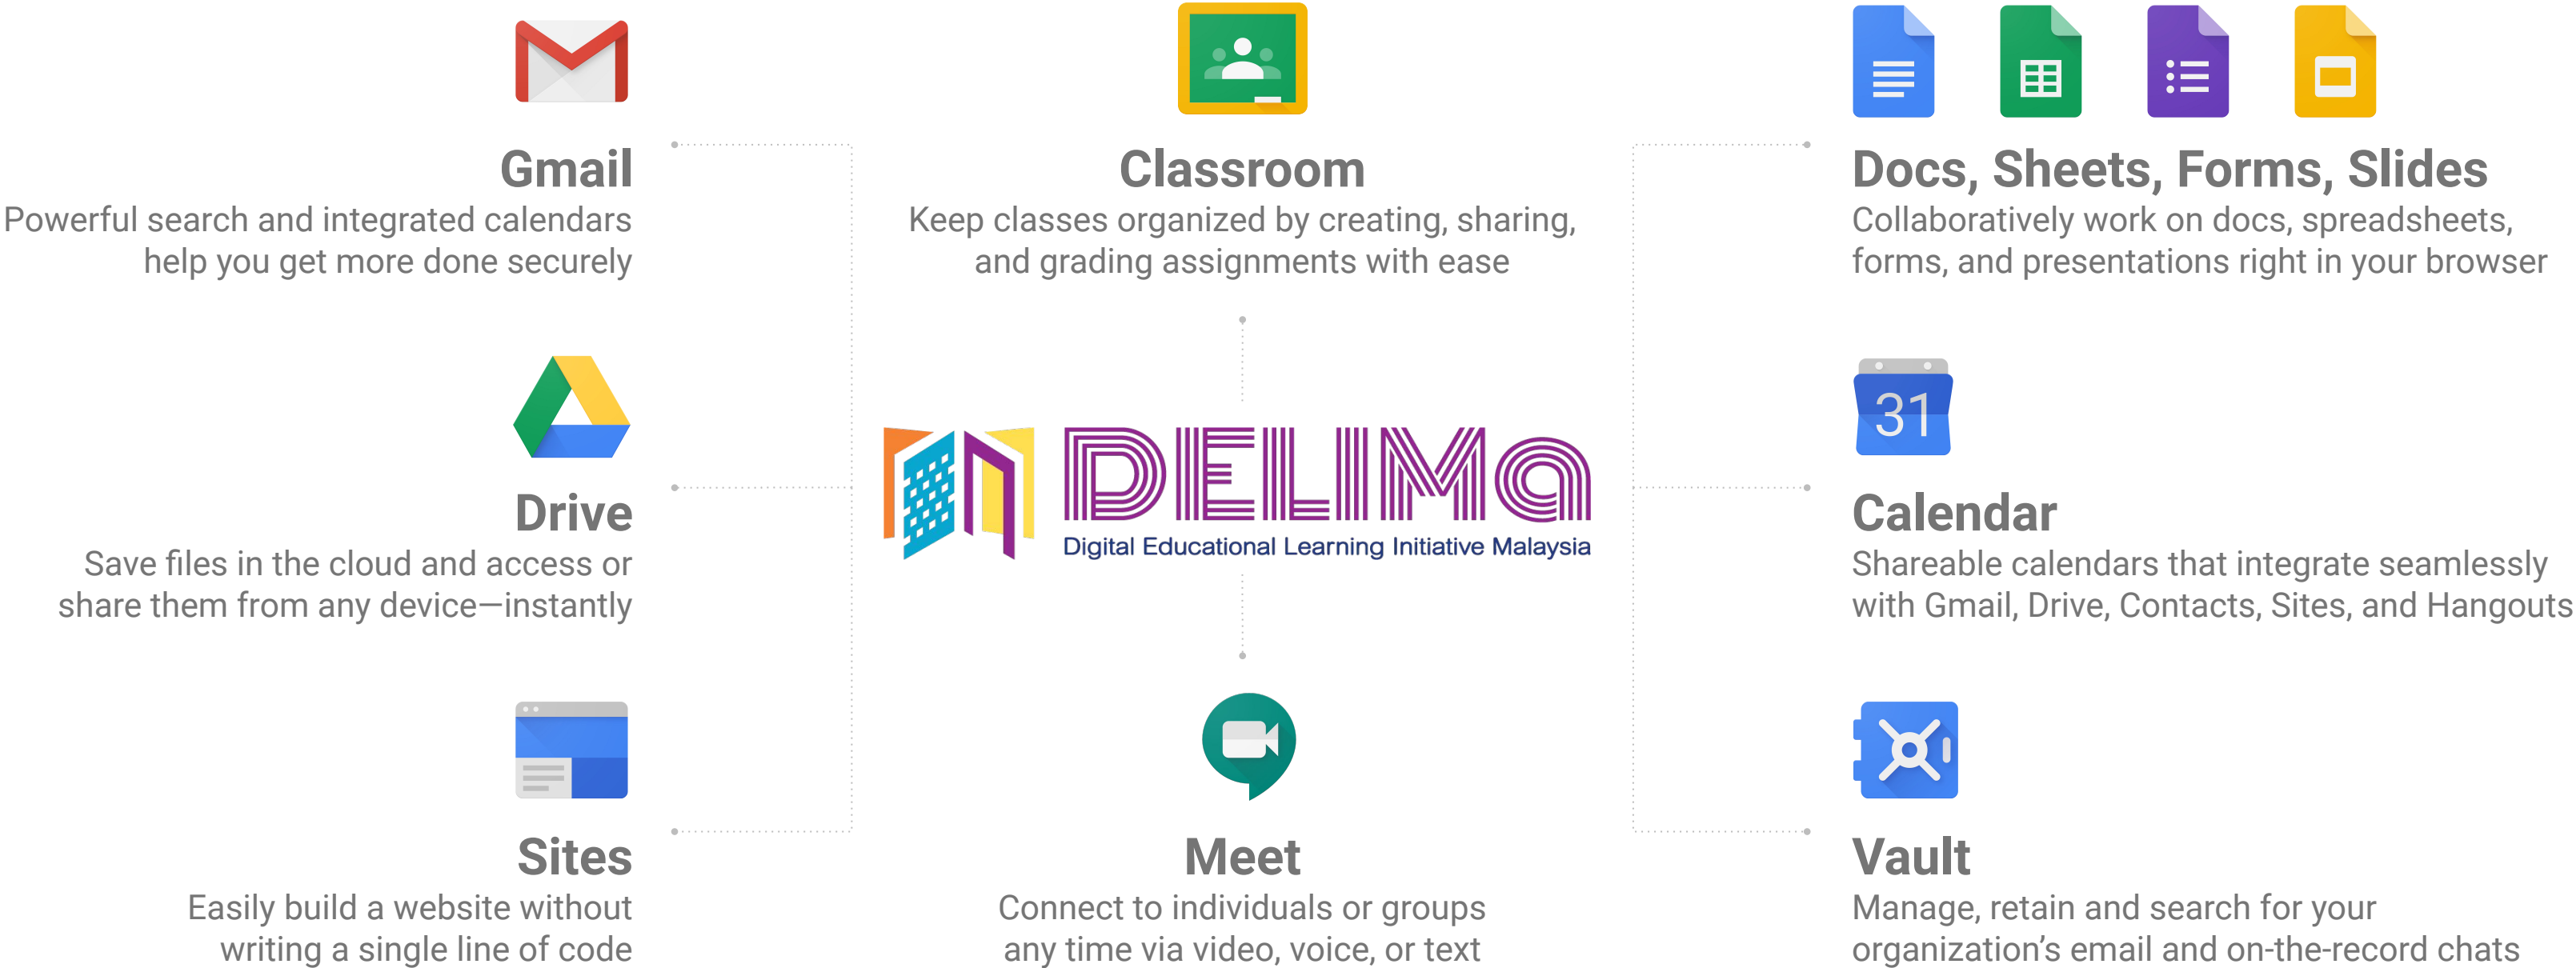 Gmail
Powerful search and integrated calendars
help you get more done securely
Classroom
Keep classes organized by creating, sharing,
and grading assignments with ease
Docs, Sheets, Forms, Slides
Collaboratively work on docs, spreadsheets,
forms, and presentations right in your browser
Drive
Save files in the cloud and access or
share them from any device—instantly
DELIMa
Digital Educational Learning Initiative Malaysia
31
Calendar
Shareable calendars that integrate seamlessly
with Gmail, Drive, Contacts, Sites, and Hangouts
Sites
Easily build a website without
writing a single line of code
Meet
Connect to individuals or groups
any time via video, voice, or text
Vault
Manage, retain and search for your
organization’s email and on-the-record chats